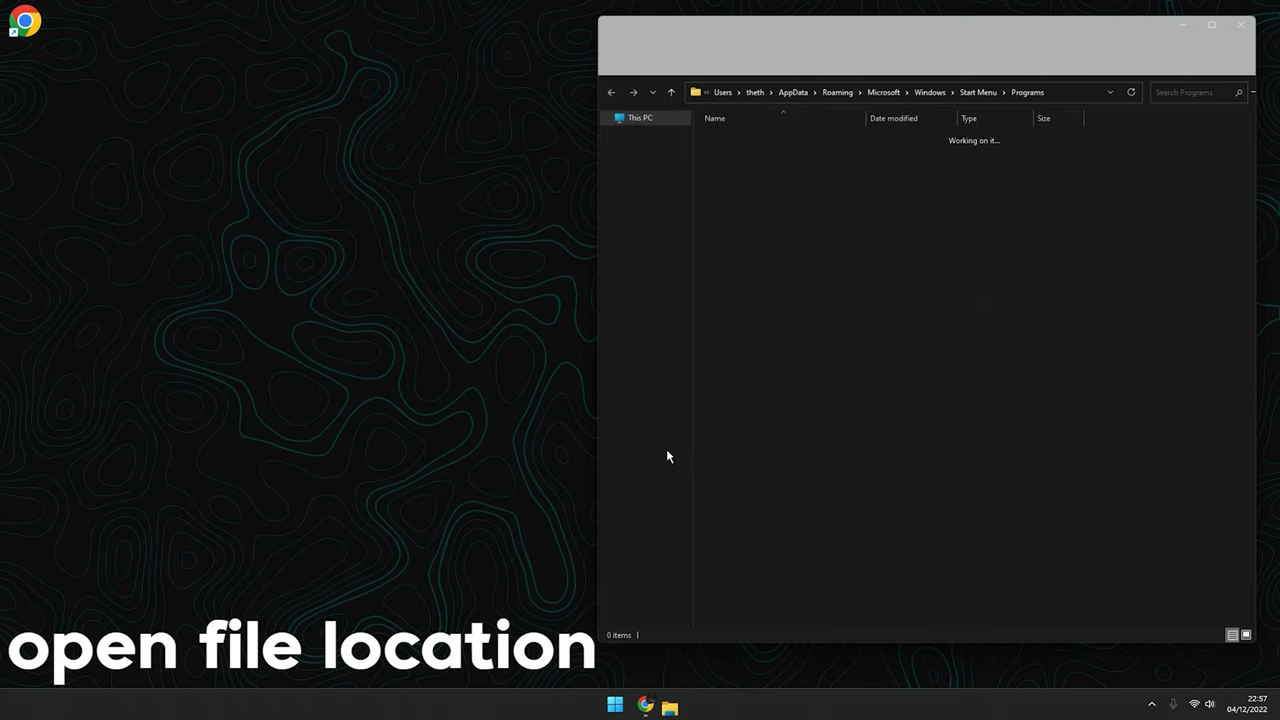 Users › theth › AppData › Roaming › Microsoft › Windows › Start Menu › Programs
Search Programs
This PC
Name
Date modified
Type
Size
Working on it...
0 items
open file location
22:57
04/12/2022